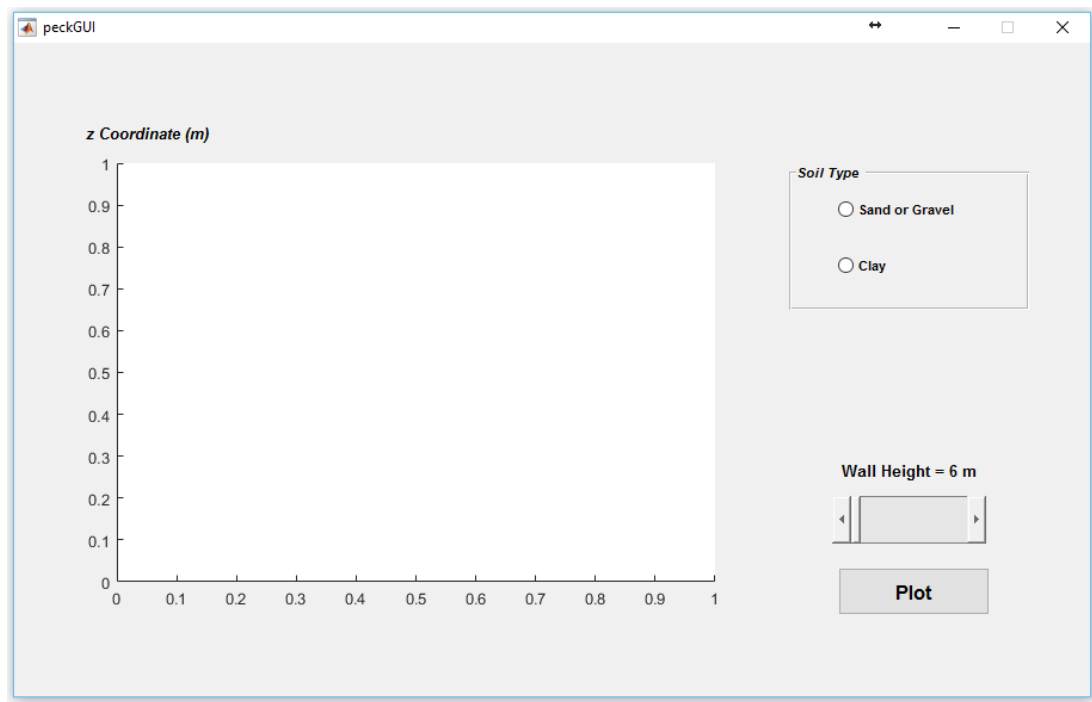 peckGUI
z Coordinate (m)
1
0.9
0.8
0.7
0.6
0.5
0.4
0.3
0.2
0.1
0
0 0.1 0.2 0.3 0.4 0.5 0.6 0.7 0.8 0.9 1
Soil Type
Sand or Gravel
Clay
Wall Height = 6 m
Plot